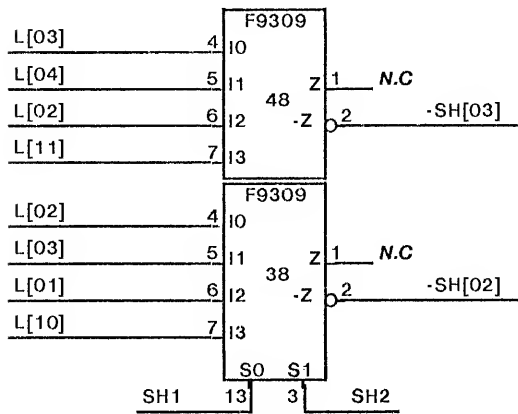 F9309
L[03] 4 I0
L[04] 5 I1 Z 1 N.C
48
L[02] 6 I2 -Z 2 -SH[03]
L[11] 7 I3
F9309
L[02] 4 I0
L[03] 5 I1 Z 1 N.C
38
L[01] 6 I2 -Z 2 -SH[02]
L[10] 7 I3
S0 S1
SH1 13 3 SH2